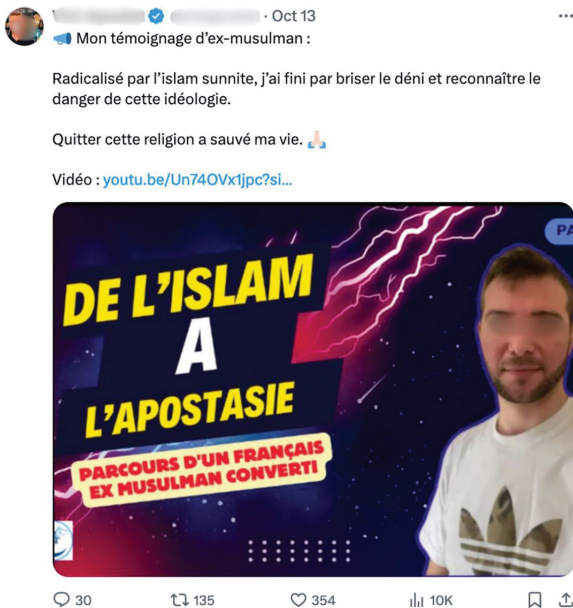 · Oct 13
Mon témoignage d'ex-musulman :
Radicalisé par l'islam sunnite, j'ai fini par briser le déni et reconnaître le
danger de cette idéologie.
Quitter cette religion a sauvé ma vie.
Vidéo : youtu.be/Un74OVx1jpc?si...
PA
DE L'ISLAM
A
L'APOSTASIE
PARCOURS D'UN FRANÇAIS
EX MUSULMAN CONVERTI
30 135 354 10K